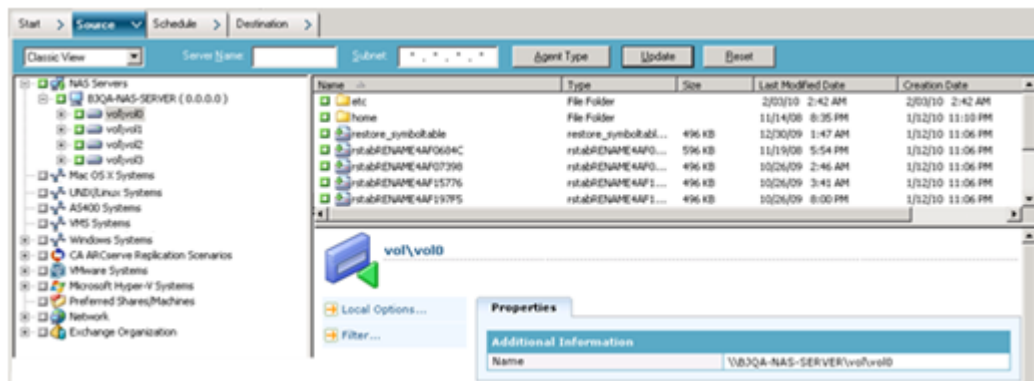 Start > Source Schedule > Destination >
Classic View Server Name: Subnet: * . * . * . * Agent Type Update Reset
NAS Servers
BJQA-NAS-SERVER ( 0.0.0.0 )
vol\vol0
vol\vol1
vol\vol2
vol\vol3
Mac OS X Systems
UNIX/Linux Systems
AS400 Systems
VMS Systems
Windows Systems
CA ARCserve Replication Scenarios
VMware Systems
Microsoft Hyper-V Systems
Preferred Shares/Machines
Network
Exchange Organization
Name Type Size Last Modified Date Creation Date
etc File Folder 2/03/10 2:42 AM 2/03/10 2:42 AM
home File Folder 11/14/08 8:35 PM 1/12/10 11:10 PM
restore_symboltable restore_symboltabl... 496 KB 12/30/09 1:47 AM 1/12/10 11:06 PM
rstabRENAME4AF0684C rstabRENAME4AF0... 596 KB 11/19/08 5:54 PM 1/12/10 11:06 PM
rstabRENAME4AF07398 rstabRENAME4AF0... 496 KB 10/26/09 2:46 AM 1/12/10 11:06 PM
rstabRENAME4AF15776 rstabRENAME4AF1... 496 KB 10/26/09 3:41 AM 1/12/10 11:06 PM
rstabRENAME4AF197F5 rstabRENAME4AF1... 496 KB 10/26/09 8:00 PM 1/12/10 11:06 PM
vol\vol0
Local Options...
Filter...
Properties
Additional Information
Name \\BJQA-NAS-SERVER\vol\vol0